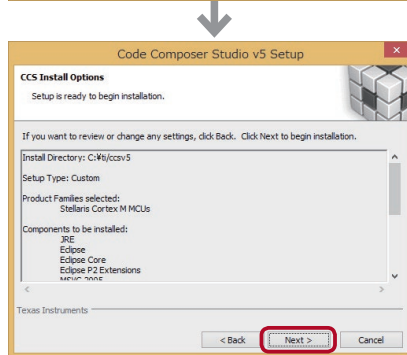 Code Composer Studio v5 Setup
CCS Install Options
Setup is ready to begin installation.
If you want to review or change any settings, click Back. Click Next to begin installation.
Install Directory: C:¥ti/ccsv5
Setup Type: Custom
Product Families selected:
Stellaris Cortex M MCUs
Components to be installed:
JRE
Eclipse
Eclipse Core
Eclipse P2 Extensions
MSVC 2005
Texas Instruments
< Back
Next >
Cancel